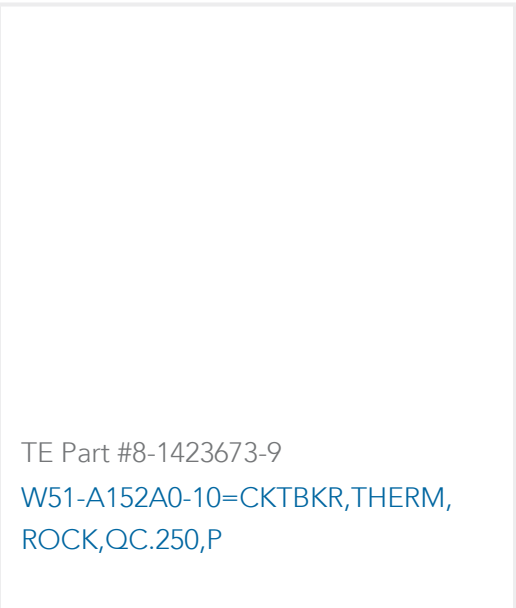 TE Part #8-1423673-9
W51-A152A0-10=CKTBKR,THERM,
ROCK,QC.250,P